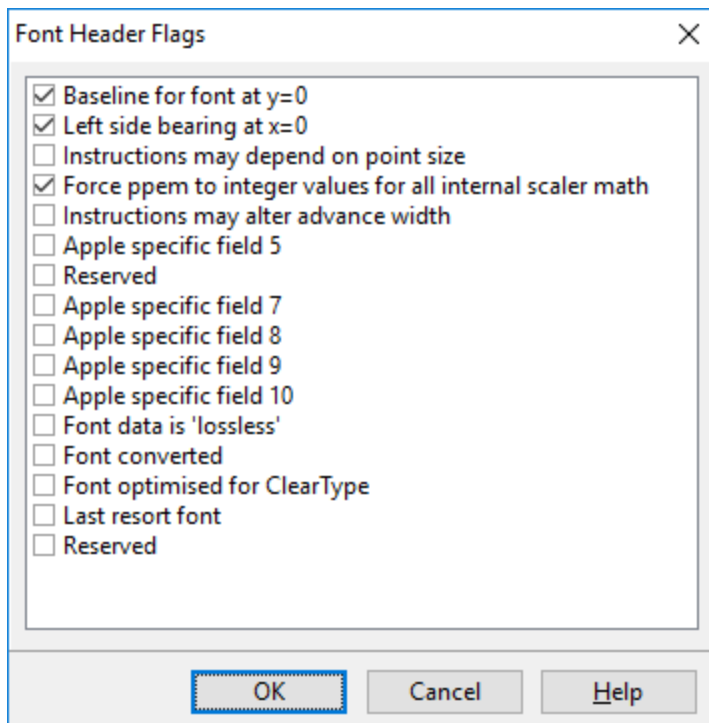 Font Header Flags
Baseline for font at y=0
Left side bearing at x=0
Instructions may depend on point size
Force ppem to integer values for all internal scaler math
Instructions may alter advance width
Apple specific field 5
Reserved
Apple specific field 7
Apple specific field 8
Apple specific field 9
Apple specific field 10
Font data is 'lossless'
Font converted
Font optimised for ClearType
Last resort font
Reserved
OK Cancel Help